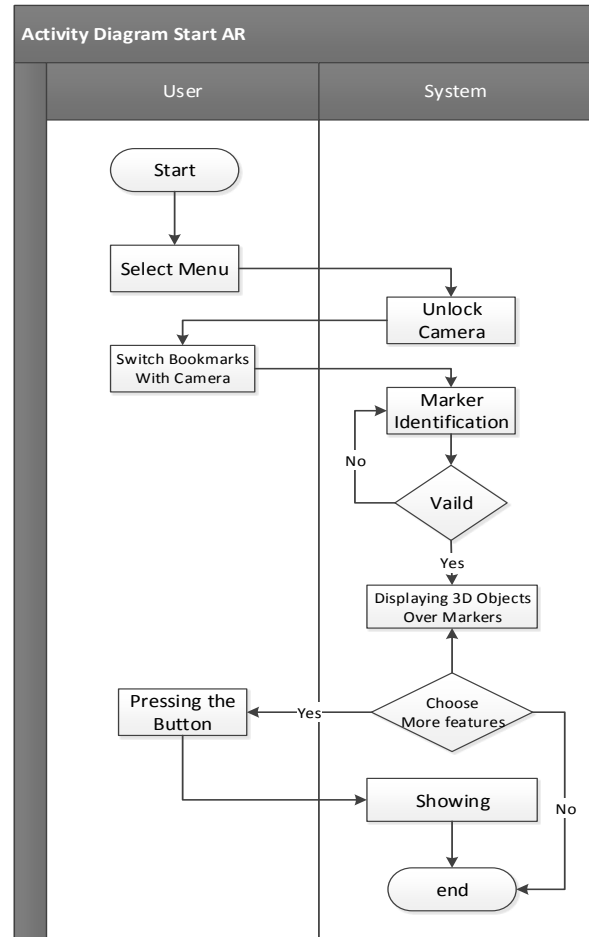 Activity Diagram Start AR
User
System
Start
Select Menu
Unlock
Camera
Switch Bookmarks
With Camera
Marker
Identification
No
Vaild
Yes
Displaying 3D Objects
Over Markers
Choose
More features
Yes
Pressing the
Button
Showing
No
end